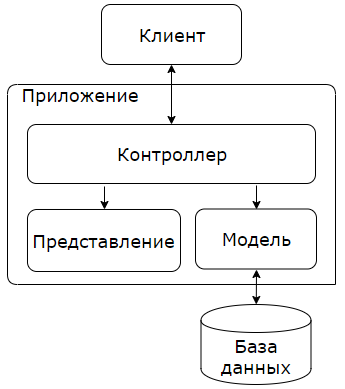 Клиент
Приложение
Контроллер
Представление
Модель
База
данных